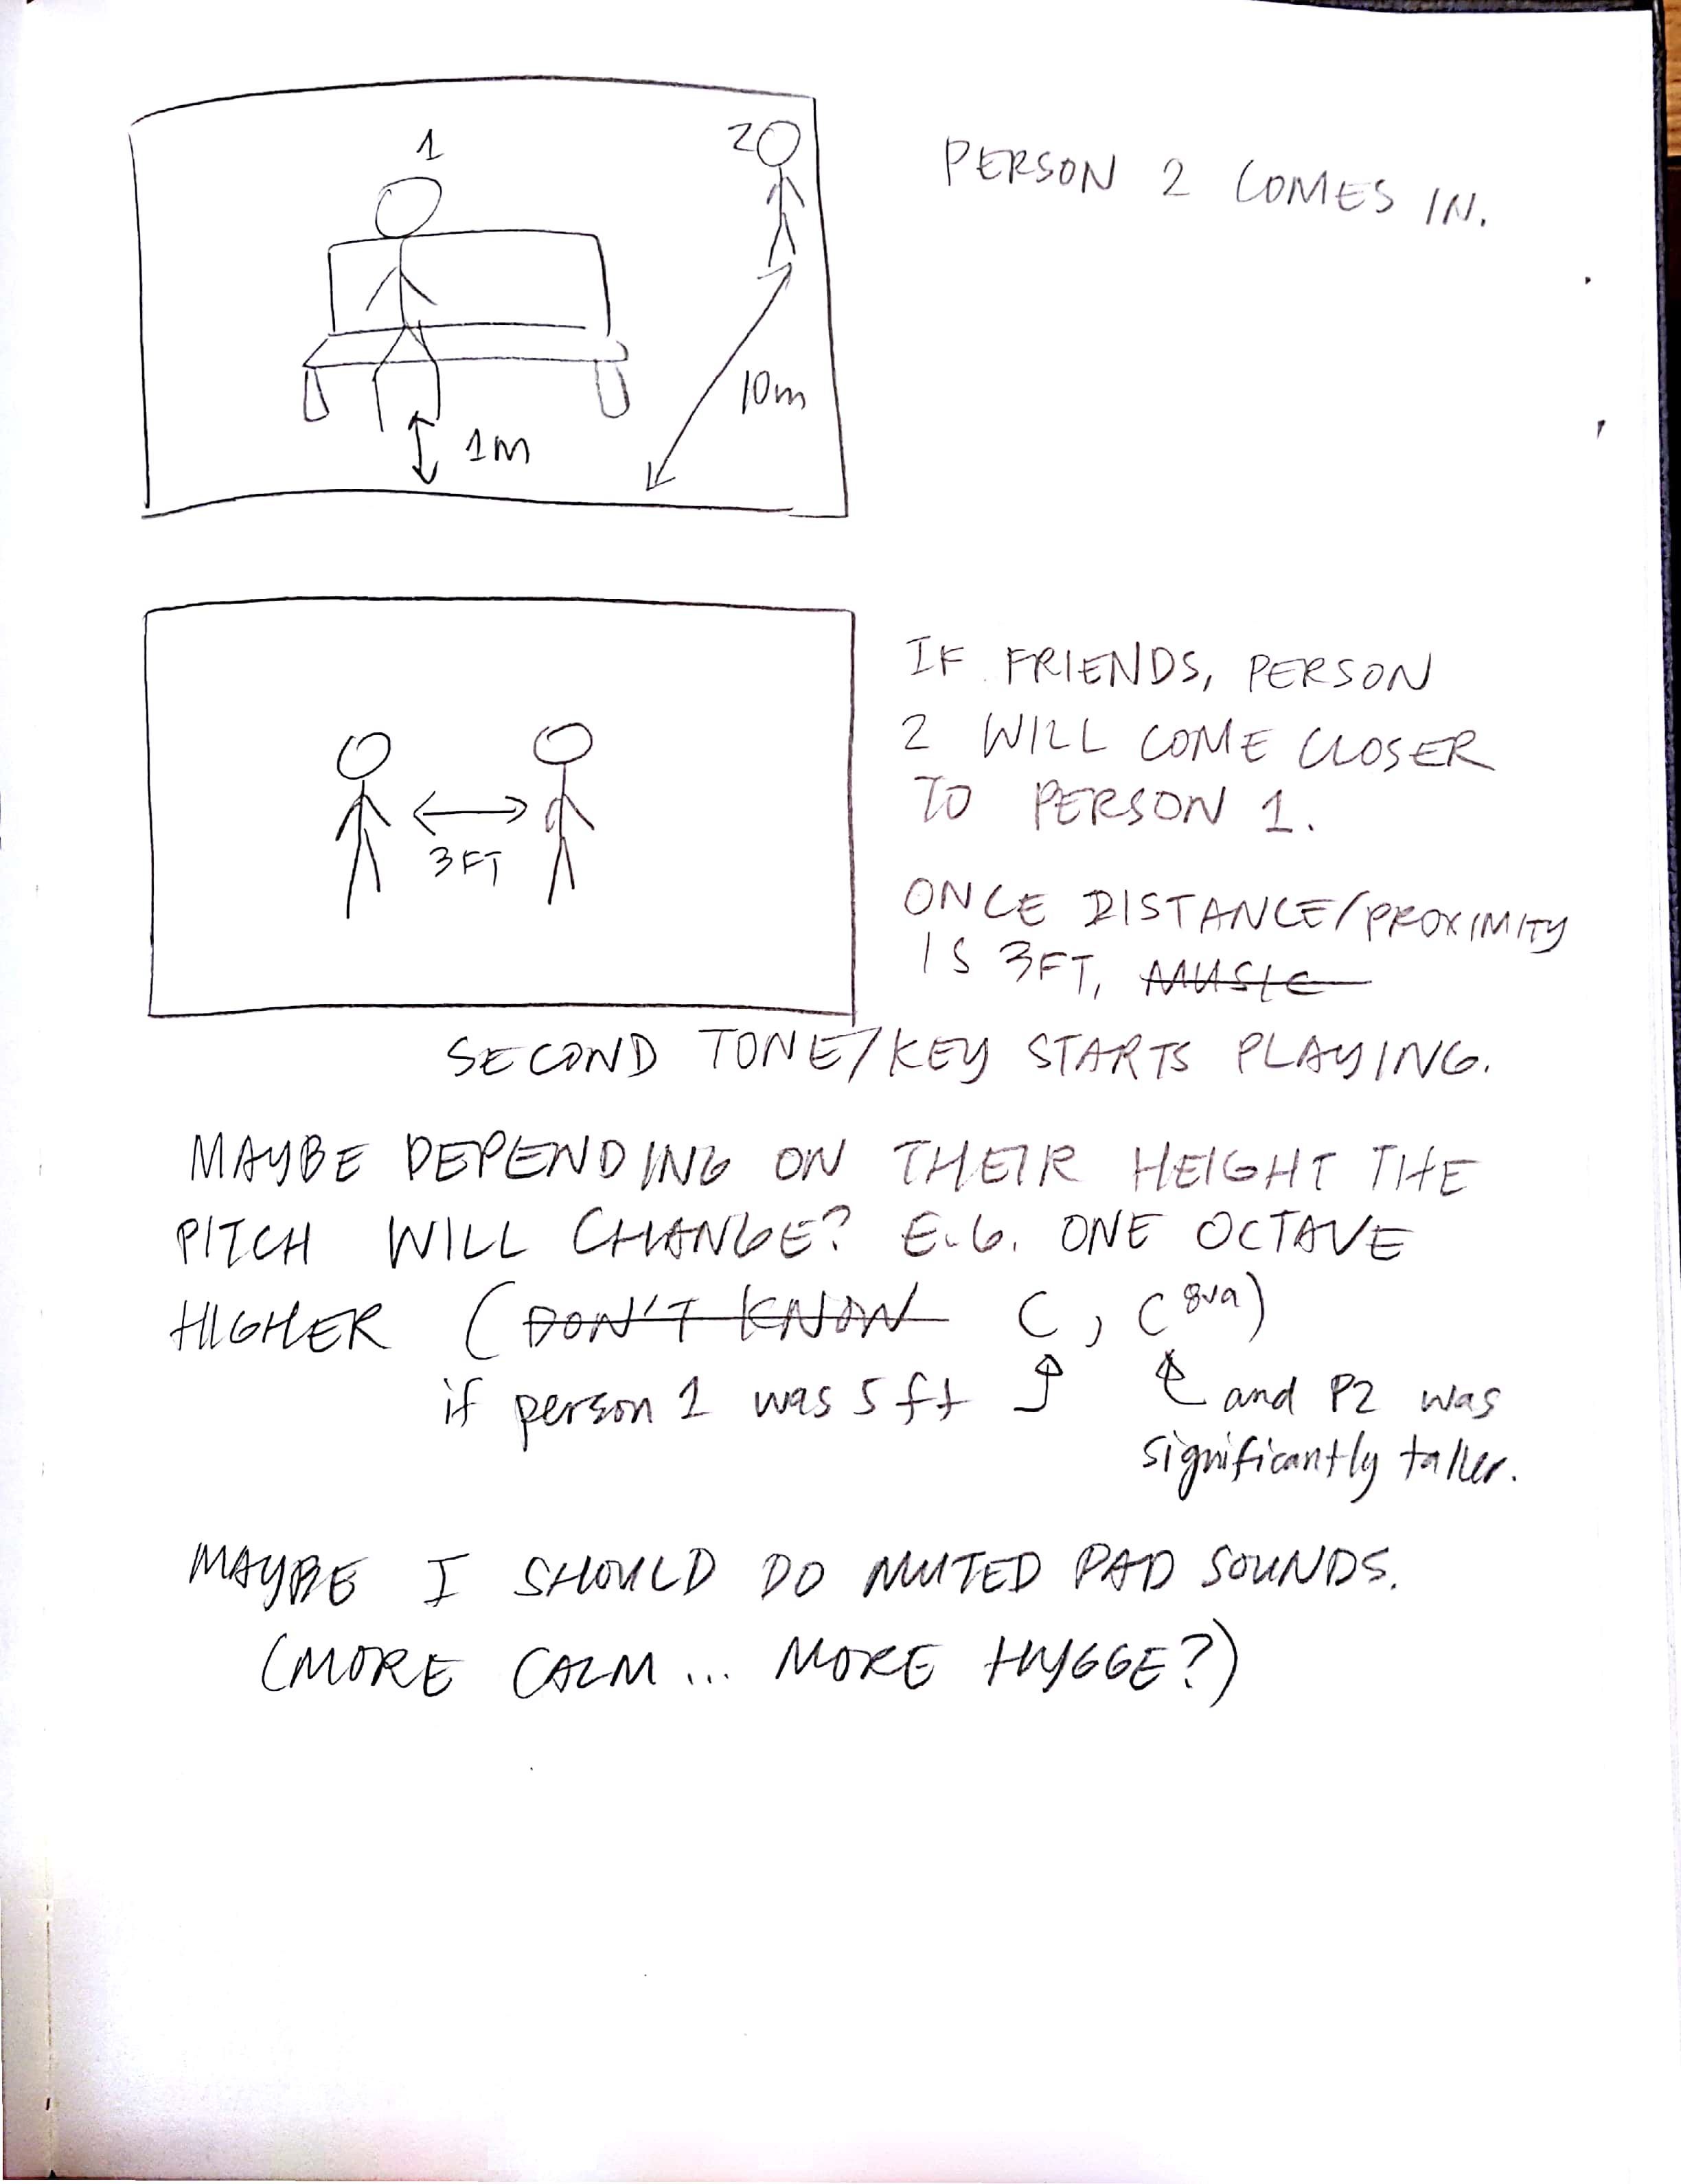 1
2
PERSON 2 COMES IN.
10m
1m
IF FRIENDS, PERSON
2 WILL COME CLOSER
TO PERSON 1.
3FT
ONCE DISTANCE/PROXIMITY
IS 3FT, MUSIC
SECOND TONE/KEY STARTS PLAYING.
MAYBE DEPENDING ON THEIR HEIGHT THE
PITCH WILL CHANGE? E.G. ONE OCTAVE
HIGHER (DON'T KNOW C, C 8va)
if person 1 was 5 ft and P2 was
significantly taller.
MAYBE I SHOULD DO MUTED PAD SOUNDS.
(MORE CALM... MORE HYGGE?)